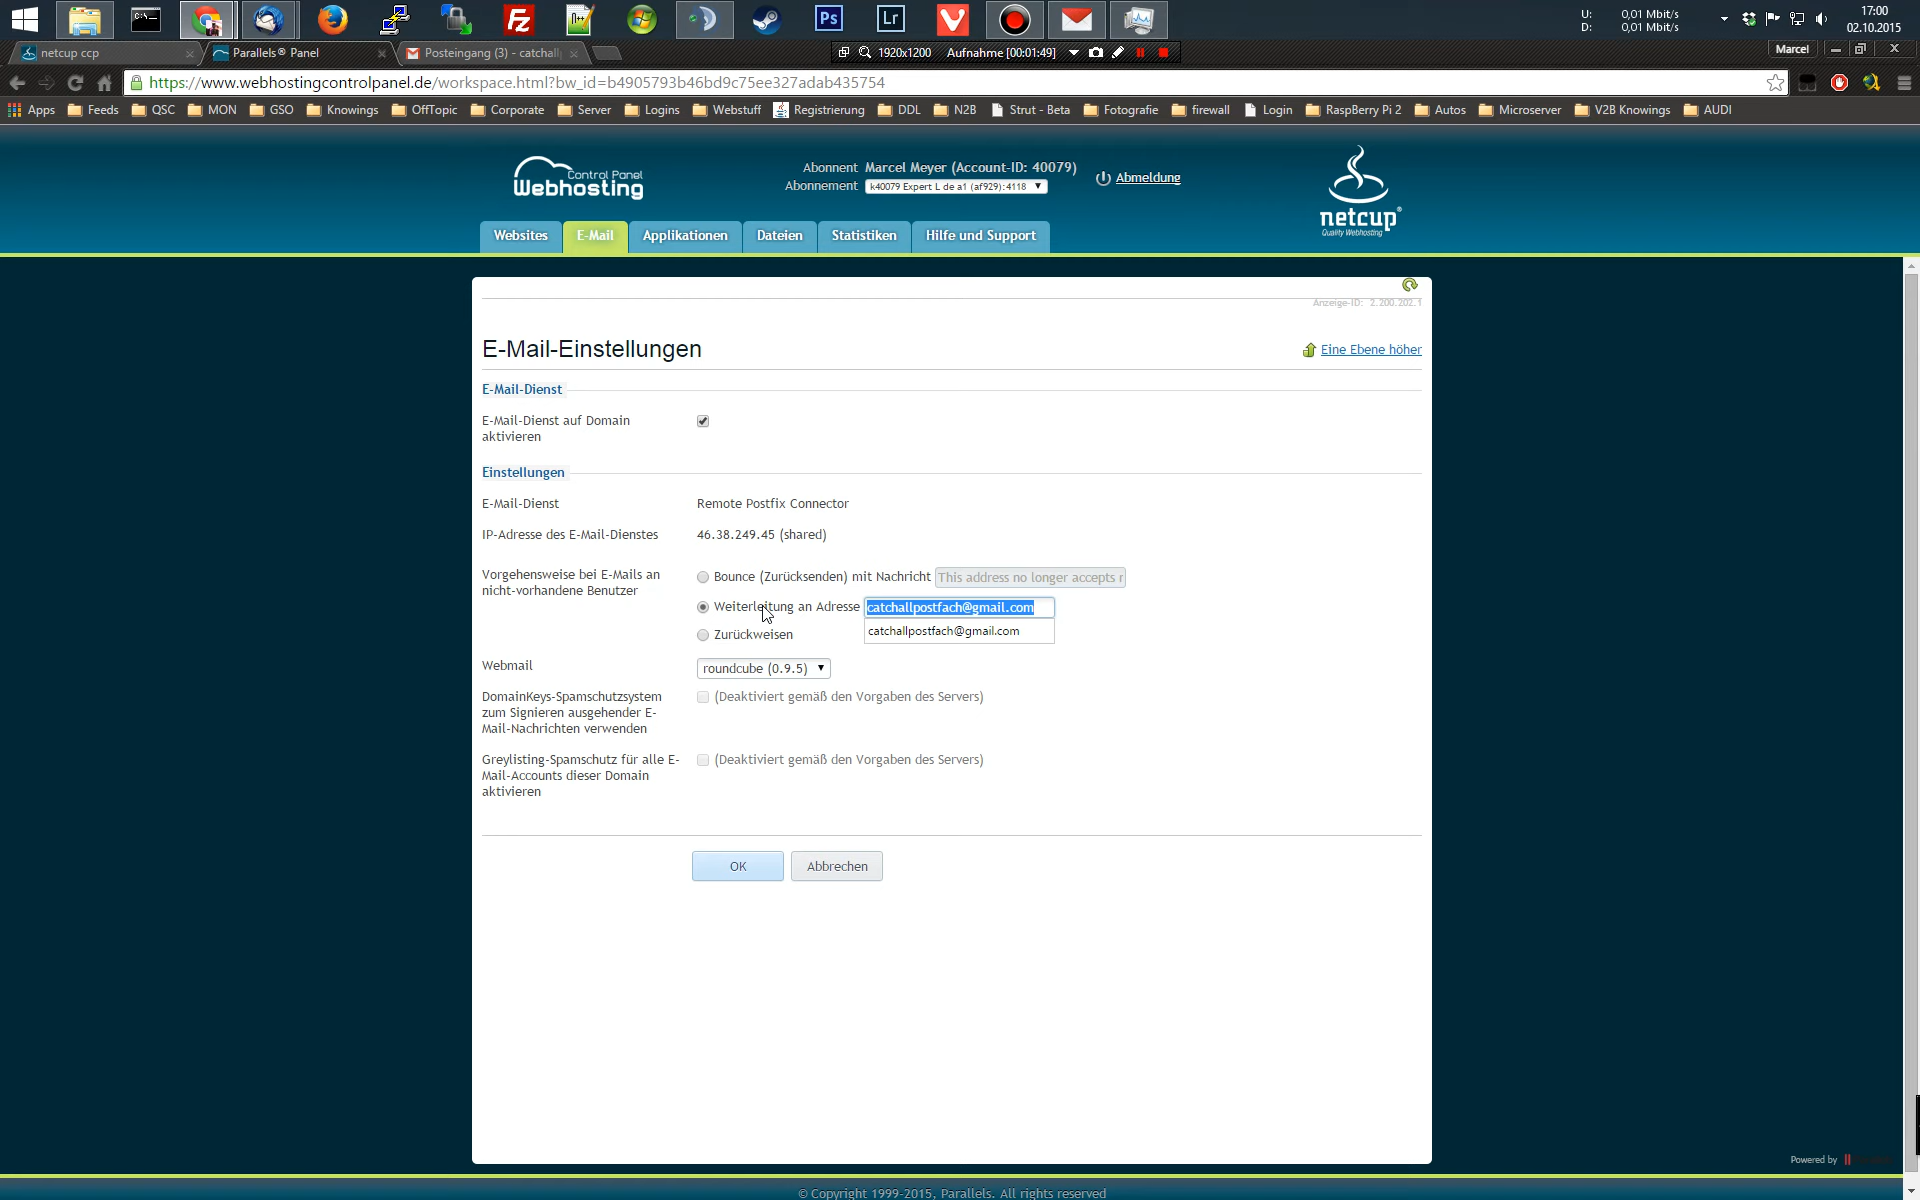 C:\_
Fz
Ps
Lr
U: 0,01 Mbit/s
D: 0,01 Mbit/s
17:00
02.10.2015
netcup ccp
Parallels® Panel
Posteingang (3) - catchall
1920x1200
Aufnahme [00:01:49]
Marcel
https://www.webhostingcontrolpanel.de/workspace.html?bw_id=b4905793b46bd9c75ee327adab435754
Apps Feeds QSC MON GSO Knowings OffTopic Corporate Server Logins Webstuff Registrierung DDL N2B Strut - Beta Fotografie firewall Login RaspBerry Pi 2 Autos Microserver V2B Knowings AUDI
Control Panel
Webhosting
Abonnent Marcel Meyer (Account-ID: 40079)
Abonnement k40079 Expert L de a1 (af929):4118
Abmeldung
netcup
Quality Webhosting
Websites E-Mail Applikationen Dateien Statistiken Hilfe und Support
Anzeige-ID: 2.200.202.1
E-Mail-Einstellungen
Eine Ebene höher
E-Mail-Dienst
E-Mail-Dienst auf Domain
aktivieren
Einstellungen
E-Mail-Dienst Remote Postfix Connector
IP-Adresse des E-Mail-Dienstes 46.38.249.45 (shared)
Vorgehensweise bei E-Mails an
nicht-vorhandene Benutzer
Bounce (Zurücksenden) mit Nachricht This address no longer accepts r
Weiterleitung an Adresse catchallpostfach@gmail.com
catchallpostfach@gmail.com
Zurückweisen
Webmail roundcube (0.9.5)
DomainKeys-Spamschutzsystem
zum Signieren ausgehender E-
Mail-Nachrichten verwenden
(Deaktiviert gemäß den Vorgaben des Servers)
Greylisting-Spamschutz für alle E-
Mail-Accounts dieser Domain
aktivieren
(Deaktiviert gemäß den Vorgaben des Servers)
OK Abbrechen
Powered by
© Copyright 1999-2015, Parallels. All rights reserved